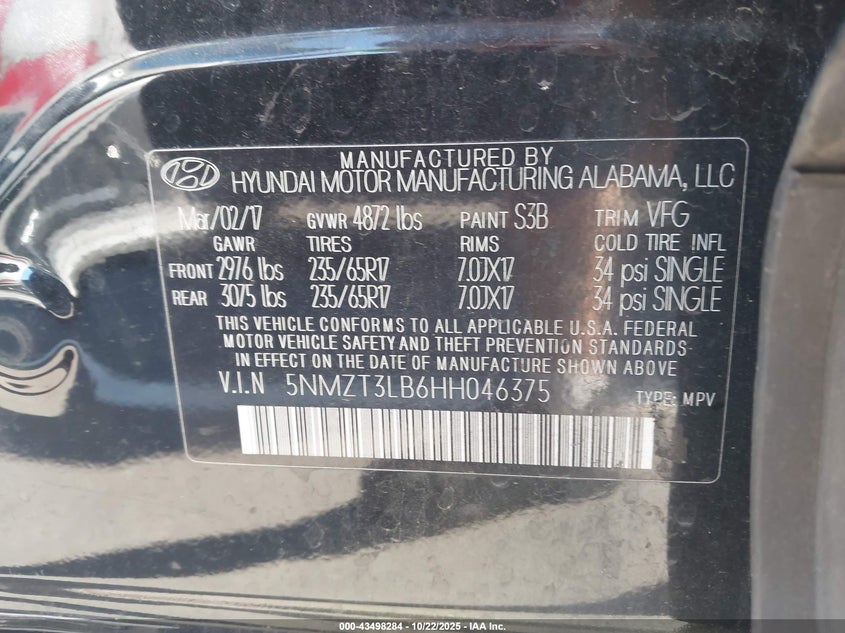 MANUFACTURED BY
HYUNDAI MOTOR MANUFACTURING ALABAMA, LLC
Mar/02/17 GVWR 4872 lbs PAINT S3B TRIM VFG
GAWR TIRES RIMS COLD TIRE INFL
FRONT 2976 lbs 235/65R17 7.0JX17 34 psi SINGLE
REAR 3075 lbs 235/65R17 7.0JX17 34 psi SINGLE
THIS VEHICLE CONFORMS TO ALL APPLICABLE U.S.A. FEDERAL
MOTOR VEHICLE SAFETY AND THEFT PREVENTION STANDARDS
IN EFFECT ON THE DATE OF MANUFACTURE SHOWN ABOVE
V.I.N 5NMZT3LB6HH046375 TYPE: MPV
000-43498284 - 10/22/2025 - IAA Inc.